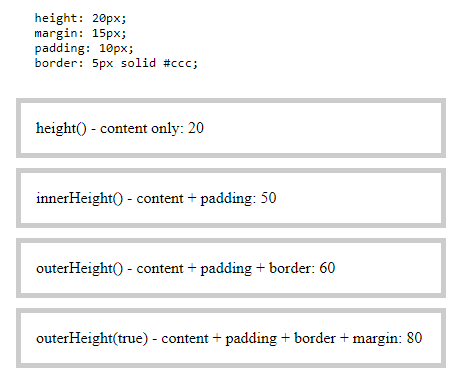 height: 20px;
margin: 15px;
padding: 10px;
border: 5px solid #ccc;
height() - content only: 20
innerHeight() - content + padding: 50
outerHeight() - content + padding + border: 60
outerHeight(true) - content + padding + border + margin: 80